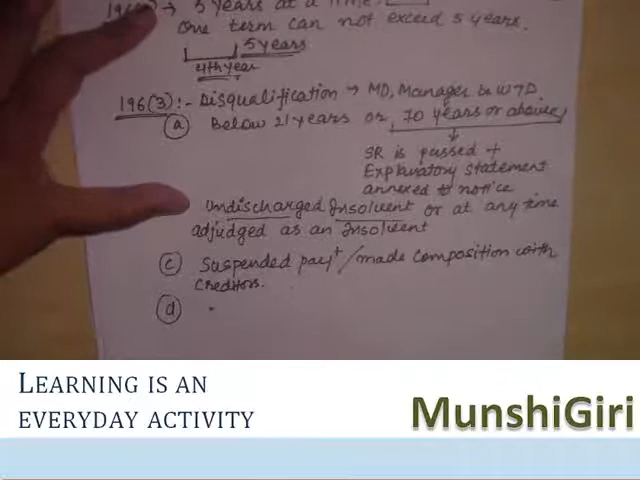 5 years at a time.
One term can not exceed 5 years.
5 years
4th year
196(3):- Disqualification → MD, Manager or WTD
(a) Below 21 years or 70 years or above
↓
SR is passed +
Explanatory statement
annexed to notice
Undischarged Insolvent or at any time
adjudged as an Insolvent
(c) Suspended paytt/made composition with
Creditors.
(d)
LEARNING IS AN
EVERYDAY ACTIVITY
MunshiGiri